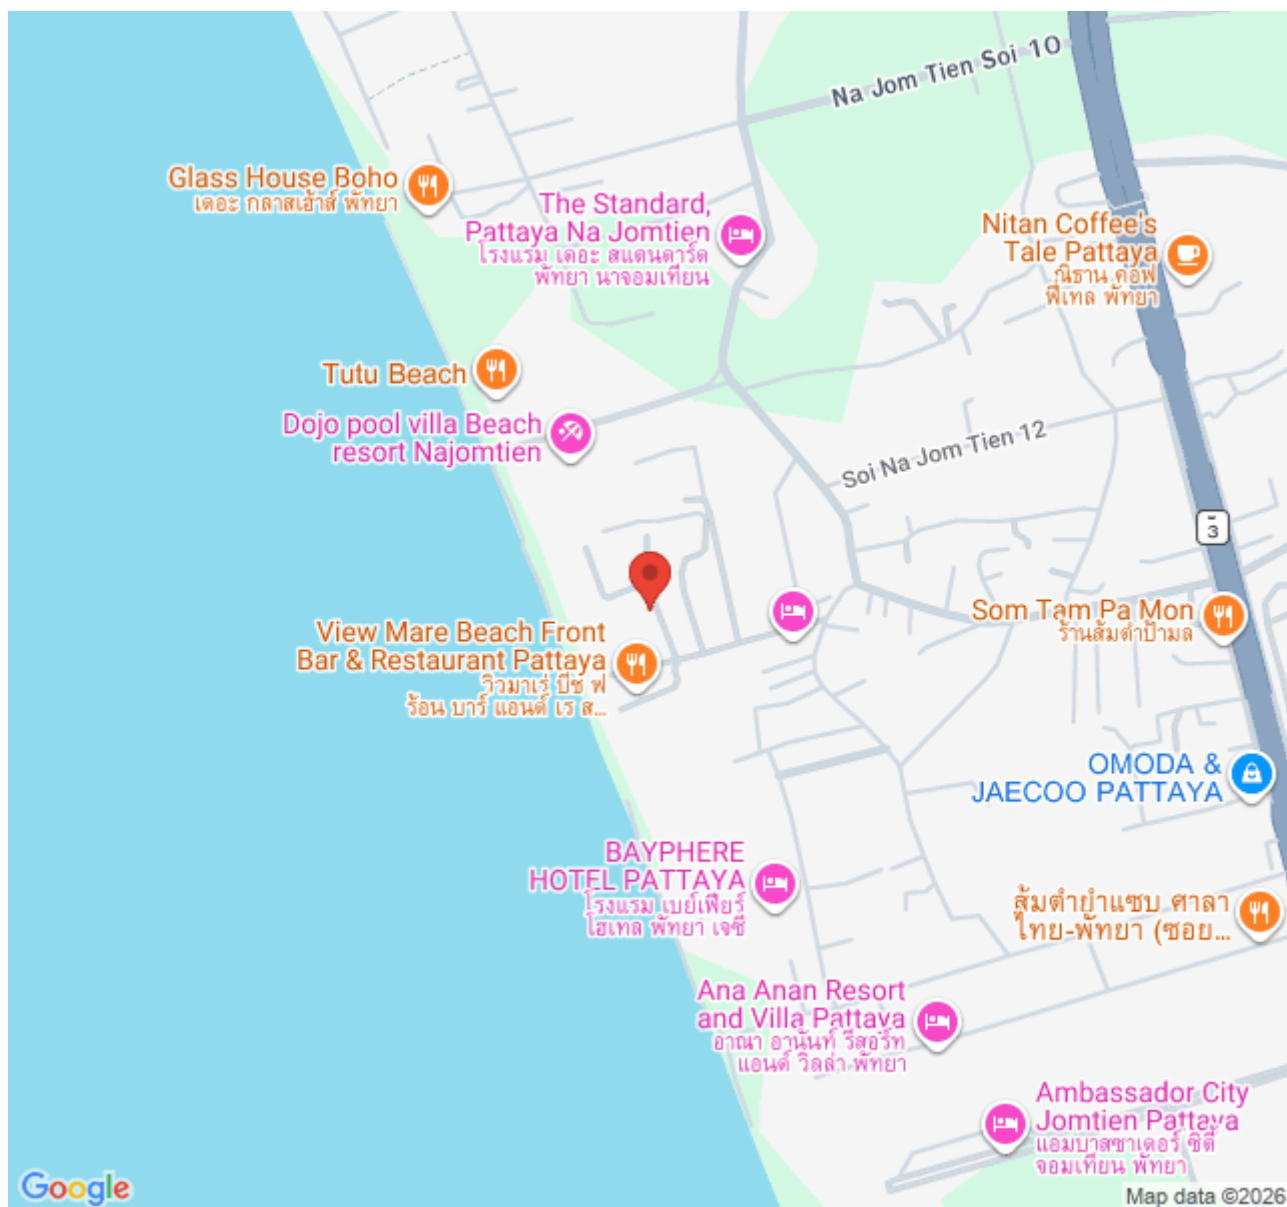 Na Jom Tien Soi 10
Glass House Boho
เดอะ กลาสเฮ้าส์ พัทยา
The Standard,
Pattaya Na Jomtien
โรงแรม เดอะ สแตนดาร์ด
พัทยา นาจอมเทียน
Nitan Coffee's
Tale Pattaya
ณิธาน คอฟ
ฟี่เทล พัทยา
Tutu Beach
Dojo pool villa Beach
resort Najomtien
Soi Na Jom Tien 12
3
Som Tam Pa Mon
ร้านส้มตำป้ามล
View Mare Beach Front
Bar & Restaurant Pattaya
วิวมาเร่ บีช ฟ
ร้อน บาร์ แอนด์ เร ส...
OMODA &
JAECOO PATTAYA
BAYPHERE
HOTEL PATTAYA
โรงแรม เบย์เฟียร์
โฮเทล พัทยา เจซี
ส้มตำยำแซบ ศาลา
ไทย-พัทยา (ซอย...
Ana Anan Resort
and Villa Pattaya
อาณา อานันท์ รีสอร์ท
แอนด์ วิลล่า พัทยา
Ambassador City
Jomtien Pattaya
แอมบาสซาเดอร์ ซิตี้
จอมเทียน พัทยา
Google
Map data ©2026